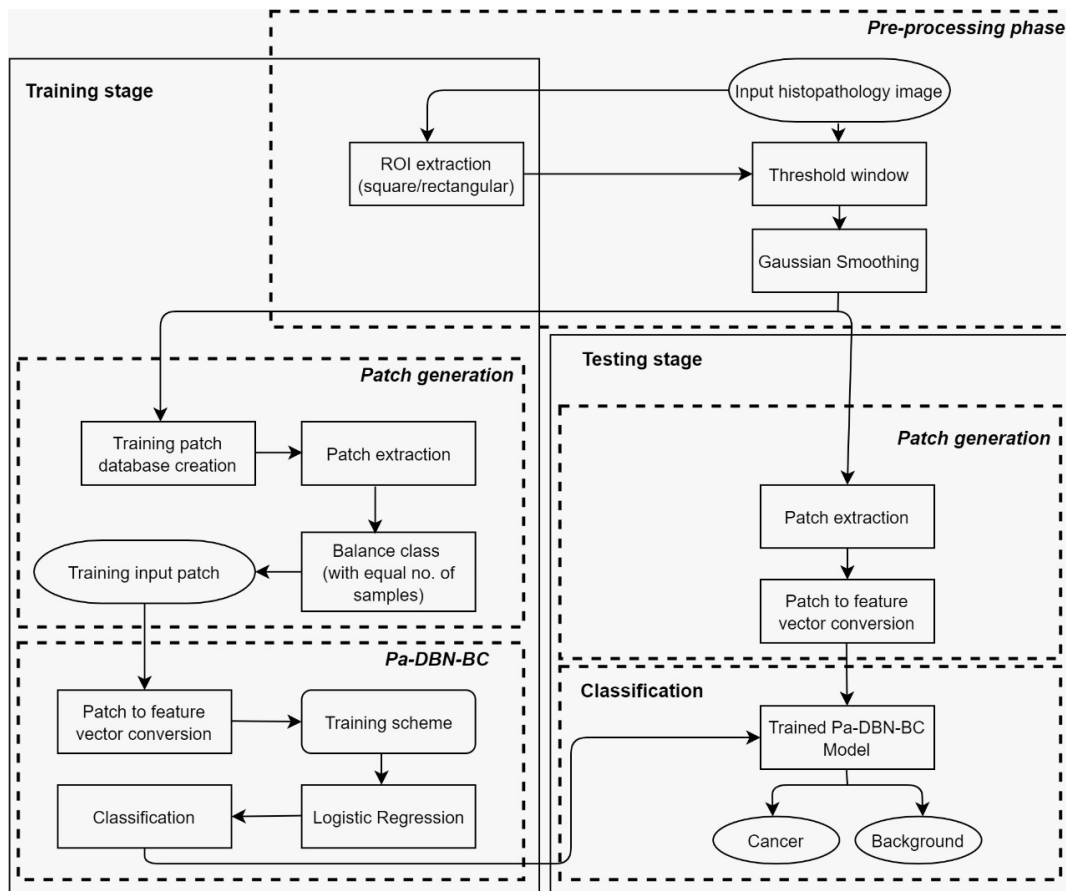 Pre-processing phase
Training stage
Input histopathology image
ROI extraction
(square/rectangular)
Threshold window
Gaussian Smoothing
Patch generation
Training patch
database creation
Patch extraction
Balance class
(with equal no. of
samples)
Training input patch
Pa-DBN-BC
Patch to feature
vector conversion
Training scheme
Logistic Regression
Classification
Testing stage
Patch generation
Patch extraction
Patch to feature
vector conversion
Classification
Trained Pa-DBN-BC
Model
Cancer
Background